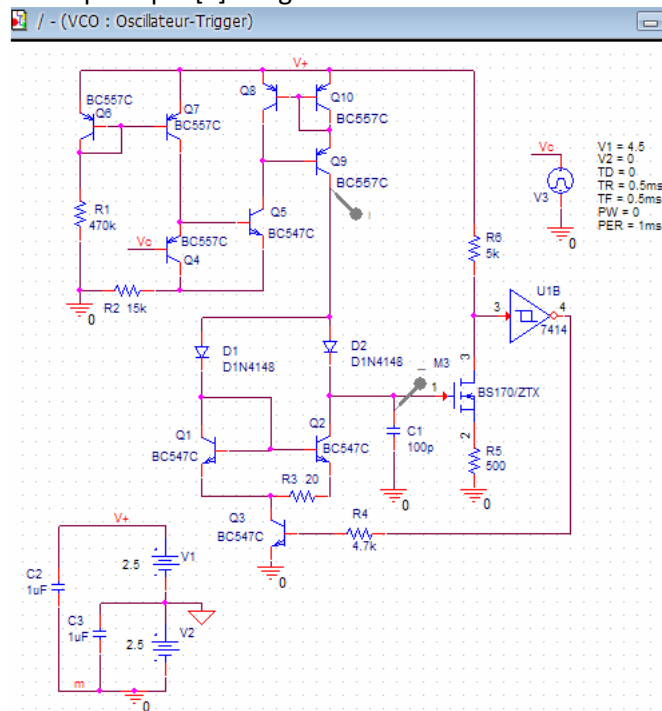 / - (VCO : Oscillateur-Trigger)
V+
BC557C
Q6
Q7
BC557C
Q8
Q10
BC557C
Q9
BC557C
R1
470k
Q5
BC547C
Vc
BC557C
Q4
R2 15k
0
Vc
V3
0
V1 = 4.5
V2 = 0
TD = 0
TR = 0.5ms
TF = 0.5ms
PW = 0
PER = 1ms
R6
5k
U1B
3
4
7414
D1
D1N4148
D2
D1N4148
M3
1
3
BS170/ZTX
2
C1
100p
0
R5
500
0
Q1
BC547C
Q2
BC547C
R3 20
Q3
BC547C
R4
4.7k
0
V+
2.5
V1
C2
1uF
C3
1uF
2.5
V2
m
0